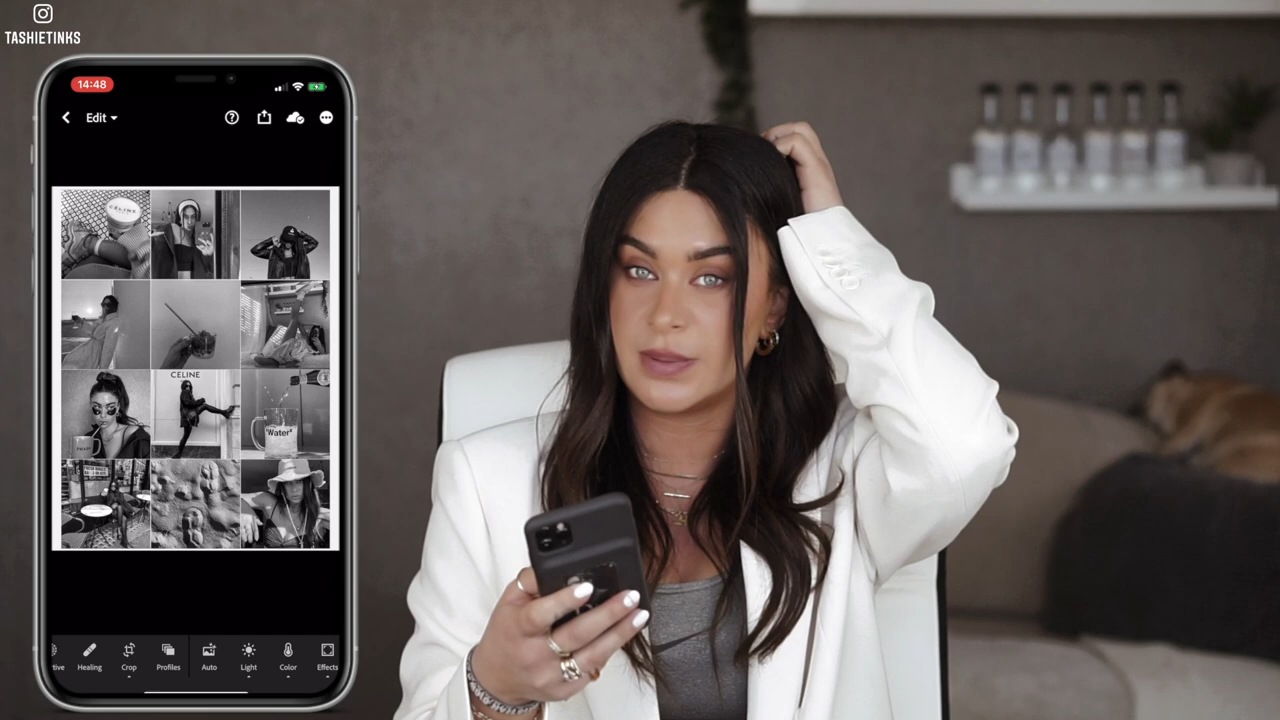 TASHIETINKS
14:48
Edit
CELINE
CELINE
"Water"
Healing
Crop
Profiles
Auto
Light
Color
Effects